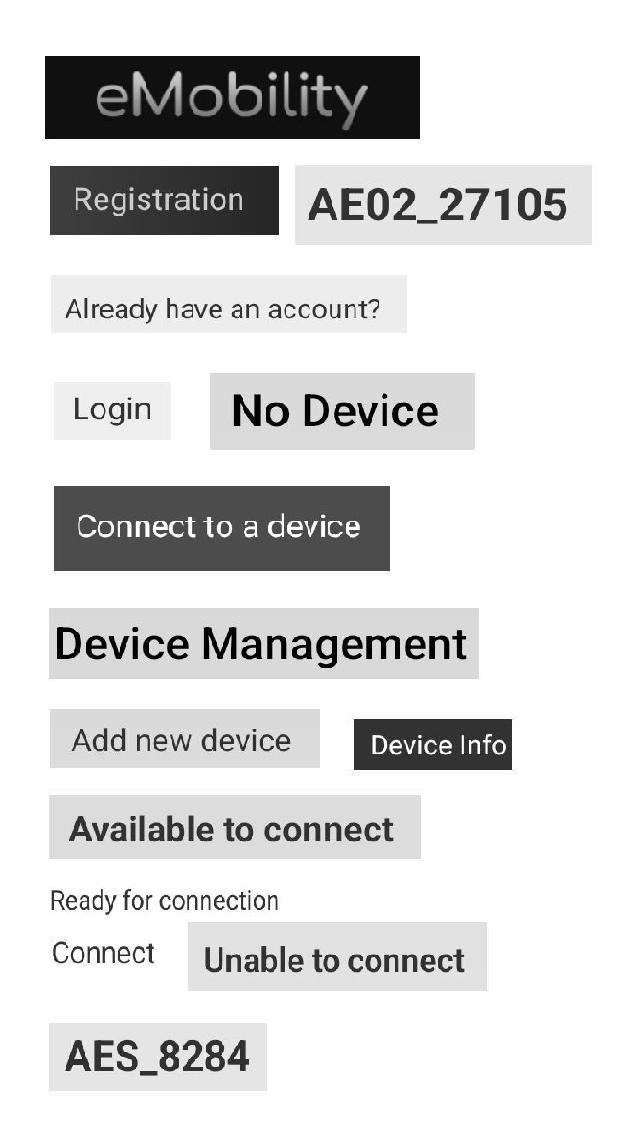 eMobility
Registration
AE02_27105
Already have an account?
Login
No Device
Connect to a device
Device Management
Add new device
Device Info
Available to connect
Ready for connection
Connect
Unable to connect
AES_8284